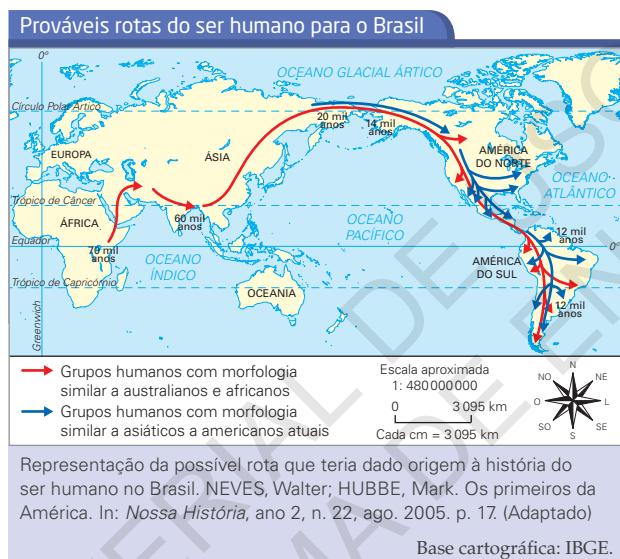 Prováveis rotas do ser humano para o Brasil
0°
OCEANO GLACIAL ÁRTICO
Círculo Polar Ártico
20 mil
anos
14 mil
anos
EUROPA
ÁSIA
AMÉRICA
DO NORTE
OCEANO
ATLÂNTICO
Trópico de Câncer
ÁFRICA
60 mil
anos
OCEANO
PACÍFICO
12 mil
anos
Equador
70 mil
anos
0°
OCEANO
ÍNDICO
AMÉRICA
DO SUL
Trópico de Capricórnio
OCEANIA
12 mil
anos
Greenwich
Grupos humanos com morfologia
similar a australianos e africanos
Grupos humanos com morfologia
similar a asiáticos a americanos atuais
Escala aproximada
1: 480 000 000
0 3 095 km
Cada cm = 3 095 km
N
NO NE
O L
SO SE
S
Representação da possível rota que teria dado origem à história do
ser humano no Brasil. NEVES, Walter; HUBBE, Mark. Os primeiros da
América. In: Nossa História, ano 2, n. 22, ago. 2005. p. 17. (Adaptado)
Base cartográfica: IBGE.